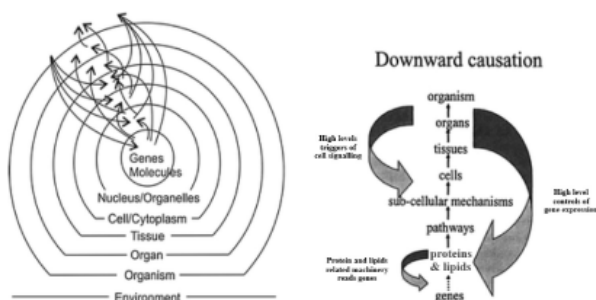 Genes
Molecules
Nucleus/Organelles
Cell/Cytoplasm
Tissue
Organ
Organism
Environment
Downward causation
organism
organs
tissues
cells
sub-cellular mechanisms
pathways
proteins
& lipids
genes
High levels
triggers of
cell signalling
High level
controls of
gene expression
Protein and lipids
related machinery
reads genes